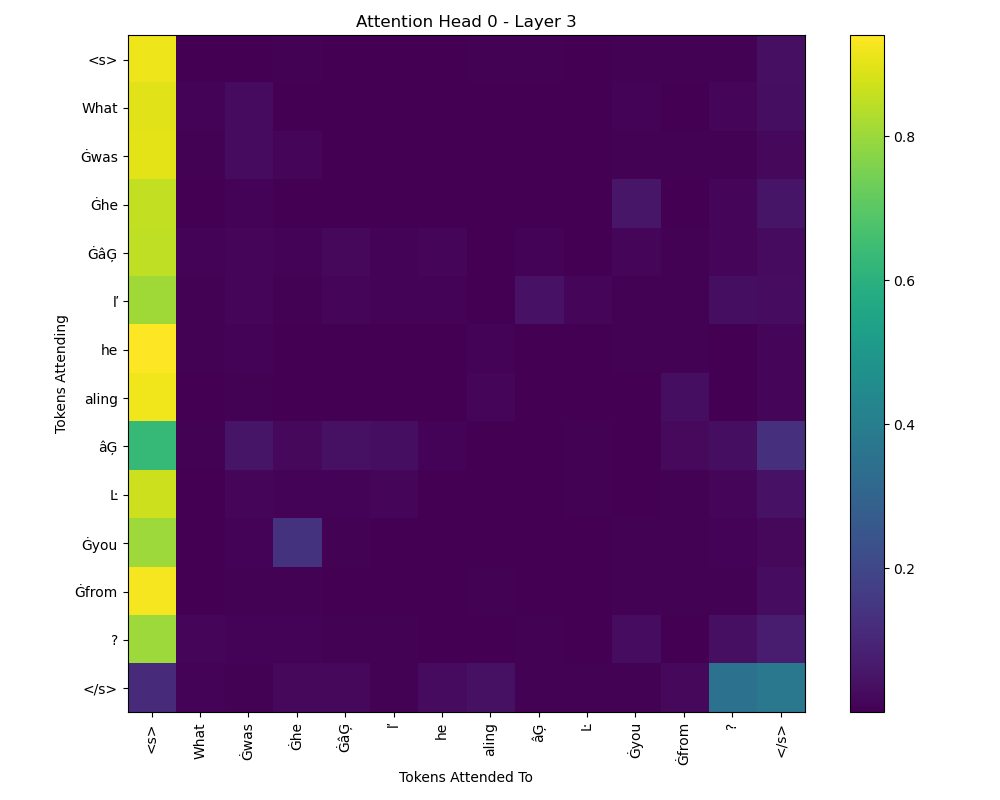 Attention Head 0 - Layer 3
Tokens Attending
<s>
What
Ġwas
Ġhe
ĠâĢ
ľ
he
aling
âĢ
Ŀ
Ġyou
Ġfrom
?
</s>
<s>
What
Ġwas
Ġhe
ĠâĢ
ľ
he
aling
âĢ
Ŀ
Ġyou
Ġfrom
?
</s>
Tokens Attended To
0.8
0.6
0.4
0.2